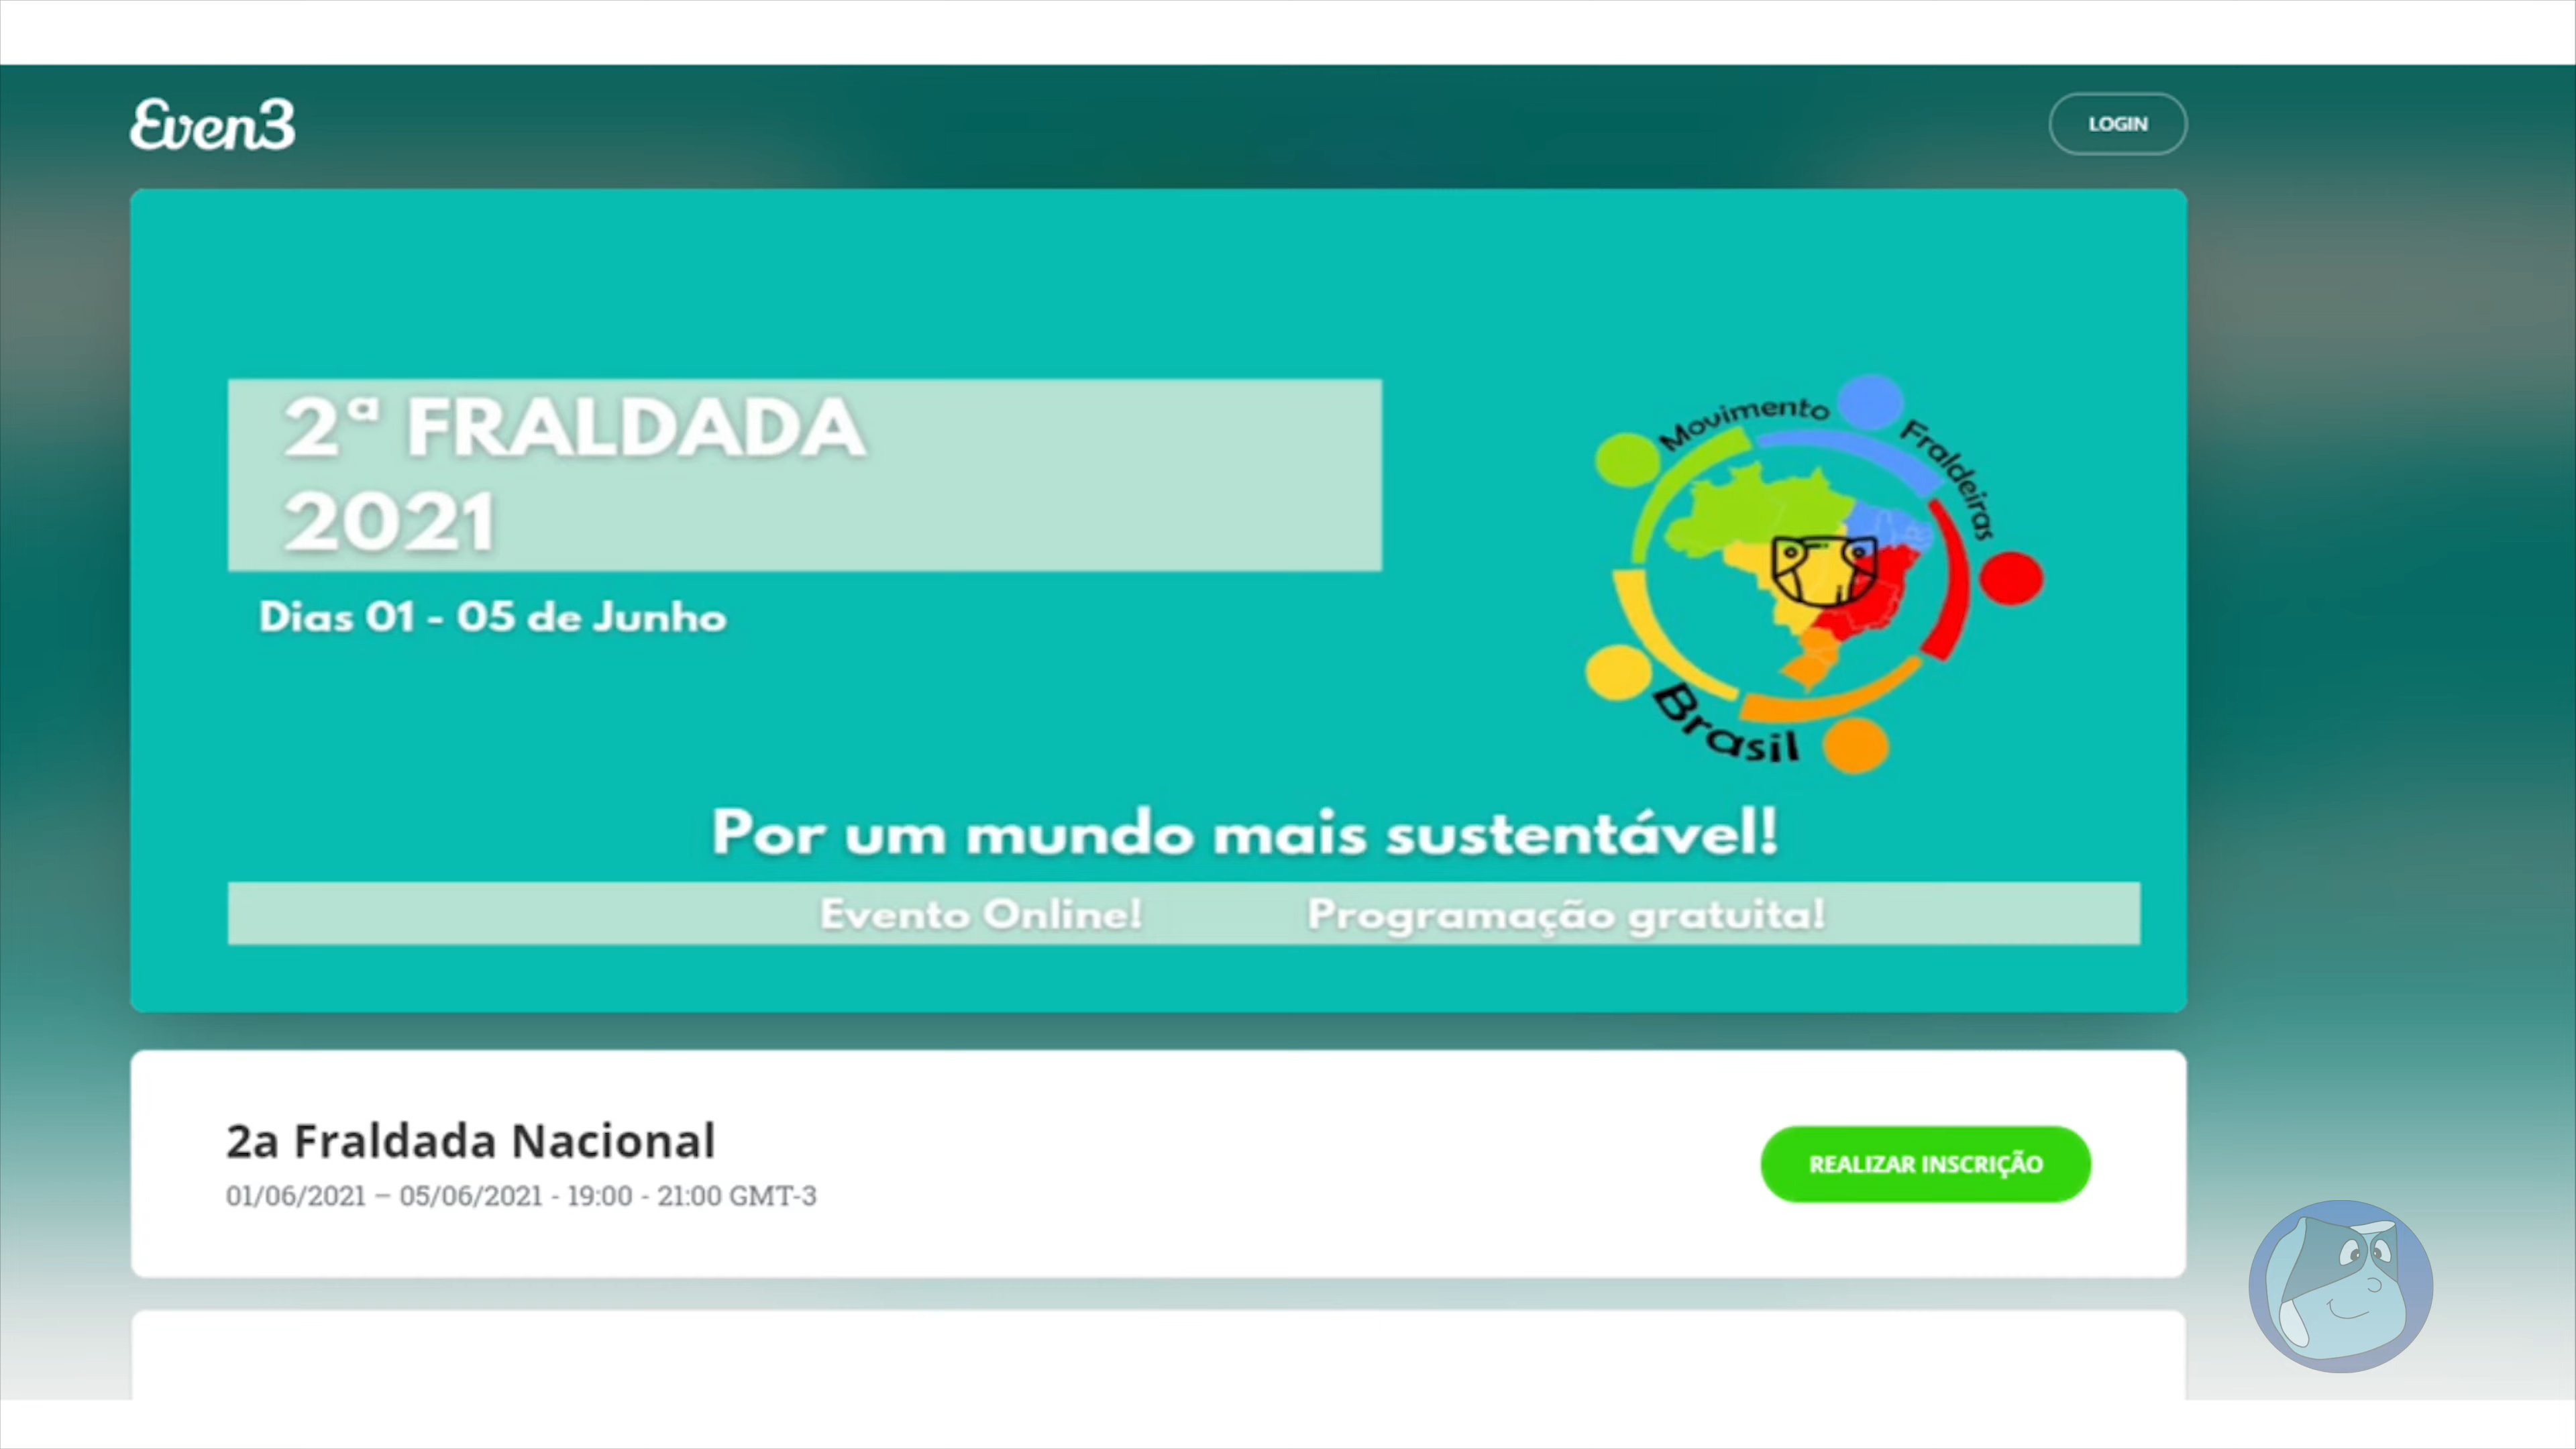 Even3
LOGIN
2ª FRALDADA
2021
Dias 01 - 05 de Junho
Movimento Fraldeiras
Brasil
Por um mundo mais sustentável!
Evento Online! Programação gratuita!
2a Fraldada Nacional
01/06/2021 – 05/06/2021 - 19:00 - 21:00 GMT-3
REALIZAR INSCRIÇÃO